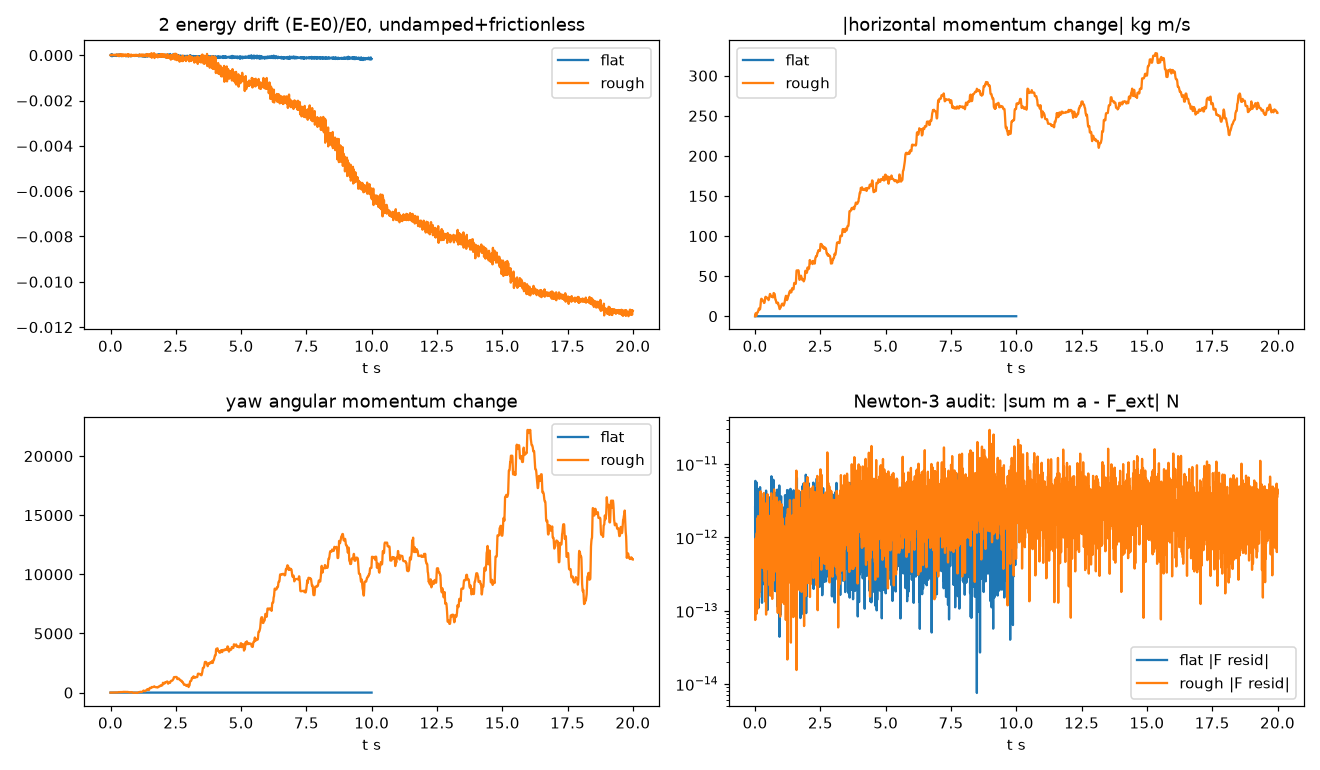 2 energy drift (E-E0)/E0, undamped+frictionless
0.000
−0.002
−0.004
−0.006
−0.008
−0.010
−0.012
flat
rough
0.0 2.5 5.0 7.5 10.0 12.5 15.0 17.5 20.0
t s
|horizontal momentum change| kg m/s
300
250
200
150
100
50
0
flat
rough
0.0 2.5 5.0 7.5 10.0 12.5 15.0 17.5 20.0
t s
yaw angular momentum change
20000
15000
10000
5000
0
flat
rough
0.0 2.5 5.0 7.5 10.0 12.5 15.0 17.5 20.0
t s
Newton-3 audit: |sum m a - F_ext| N
10⁻¹¹
10⁻¹²
10⁻¹³
10⁻¹⁴
flat |F resid|
rough |F resid|
0.0 2.5 5.0 7.5 10.0 12.5 15.0 17.5 20.0
t s